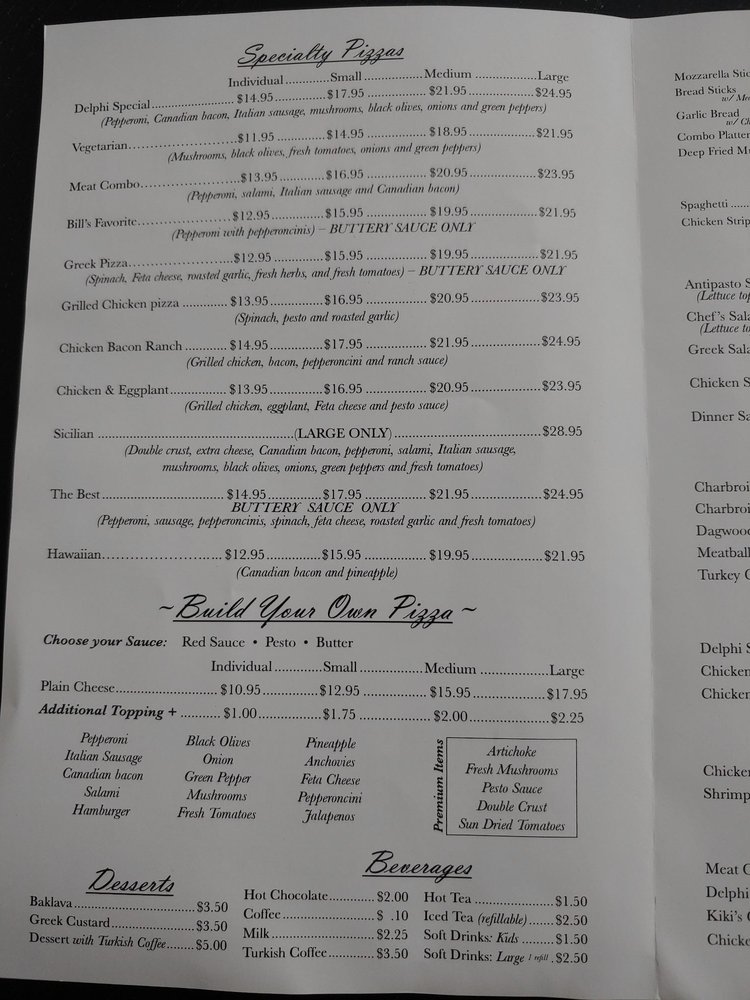 Specialty Pizzas
Individual ............Small ................Medium .................Large
Delphi Special........................ $14.95................$17.95 ..................$21.95....................$24.95
(Pepperoni, Canadian bacon, Italian sausage, mushrooms, black olives, onions and green peppers)
Vegetarian...............................$11.95................$14.95 ..................$18.95....................$21.95
(Mushrooms, black olives, fresh tomatoes, onions and green peppers)
Meat Combo.............................$13.95................$16.95 ..................$20.95....................$23.95
(Pepperoni, salami, Italian sausage and Canadian bacon)
Bill's Favorite...........................$12.95................$15.95 ..................$19.95....................$21.95
(Pepperoni with pepperoncinis) – BUTTERY SAUCE ONLY
Greek Pizza.............................$12.95................$15.95 ..................$19.95....................$21.95
(Spinach, Feta cheese, roasted garlic, fresh herbs, and fresh tomatoes) – BUTTERY SAUCE ONLY
Grilled Chicken pizza .............$13.95................$16.95 ..................$20.95....................$23.95
(Spinach, pesto and roasted garlic)
Chicken Bacon Ranch ............$14.95................$17.95 ..................$21.95....................$24.95
(Grilled chicken, bacon, pepperoncini and ranch sauce)
Chicken & Eggplant................$13.95................$16.95 ..................$20.95....................$23.95
(Grilled chicken, eggplant, Feta cheese and pesto sauce)
Sicilian ......................................................(LARGE ONLY)........................................$28.95
(Double crust, extra cheese, Canadian bacon, pepperoni, salami, Italian sausage,
mushrooms, black olives, onions, green peppers and fresh tomatoes)
The Best ..................................$14.95................$17.95 ..................$21.95....................$24.95
BUTTERY SAUCE ONLY
(Pepperoni, sausage, pepperoncinis, spinach, feta cheese, roasted garlic and fresh tomatoes)
Hawaiian................................$12.95................$15.95 ..................$19.95....................$21.95
(Canadian bacon and pineapple)
~Build Your Own Pizza~
Choose your Sauce: Red Sauce • Pesto • Butter
Individual .............Small .................Medium ...................Large
Plain Cheese............................$10.95................$12.95 ..................$15.95....................$17.95
Additional Topping + .......... $1.00..................$1.75 ....................$2.00......................$2.25
Pepperoni
Italian Sausage
Canadian bacon
Salami
Hamburger
Black Olives
Onion
Green Pepper
Mushrooms
Fresh Tomatoes
Pineapple
Anchovies
Feta Cheese
Pepperoncini
Jalapenos
Premium Items
Artichoke
Fresh Mushrooms
Pesto Sauce
Double Crust
Sun Dried Tomatoes
Desserts
Baklava .................................$3.50
Greek Custard......................$3.50
Dessert with Turkish Coffee.......$5.00
Beverages
Hot Chocolate...........$2.00
Coffee.......................$ .10
Milk..........................$2.25
Turkish Coffee...........$3.50
Hot Tea ...................$1.50
Iced Tea (refillable) ......$2.50
Soft Drinks: Kids ........$1.50
Soft Drinks: Large 1 refill .$2.50
Mozzarella Stic
Bread Sticks
Garlic Bread
Combo Platter
Deep Fried Mu
Spaghetti .....
Chicken Strip
Antipasto S
(Lettuce top
Chef's Sala
(Lettuce to
Greek Sala
Chicken S
Dinner Sa
Charbroi
Charbroi
Dagwood
Meatball
Turkey C
Delphi S
Chicken
Chicken
Chicken
Shrimp
Meat C
Delphi
Kiki's
Chicke